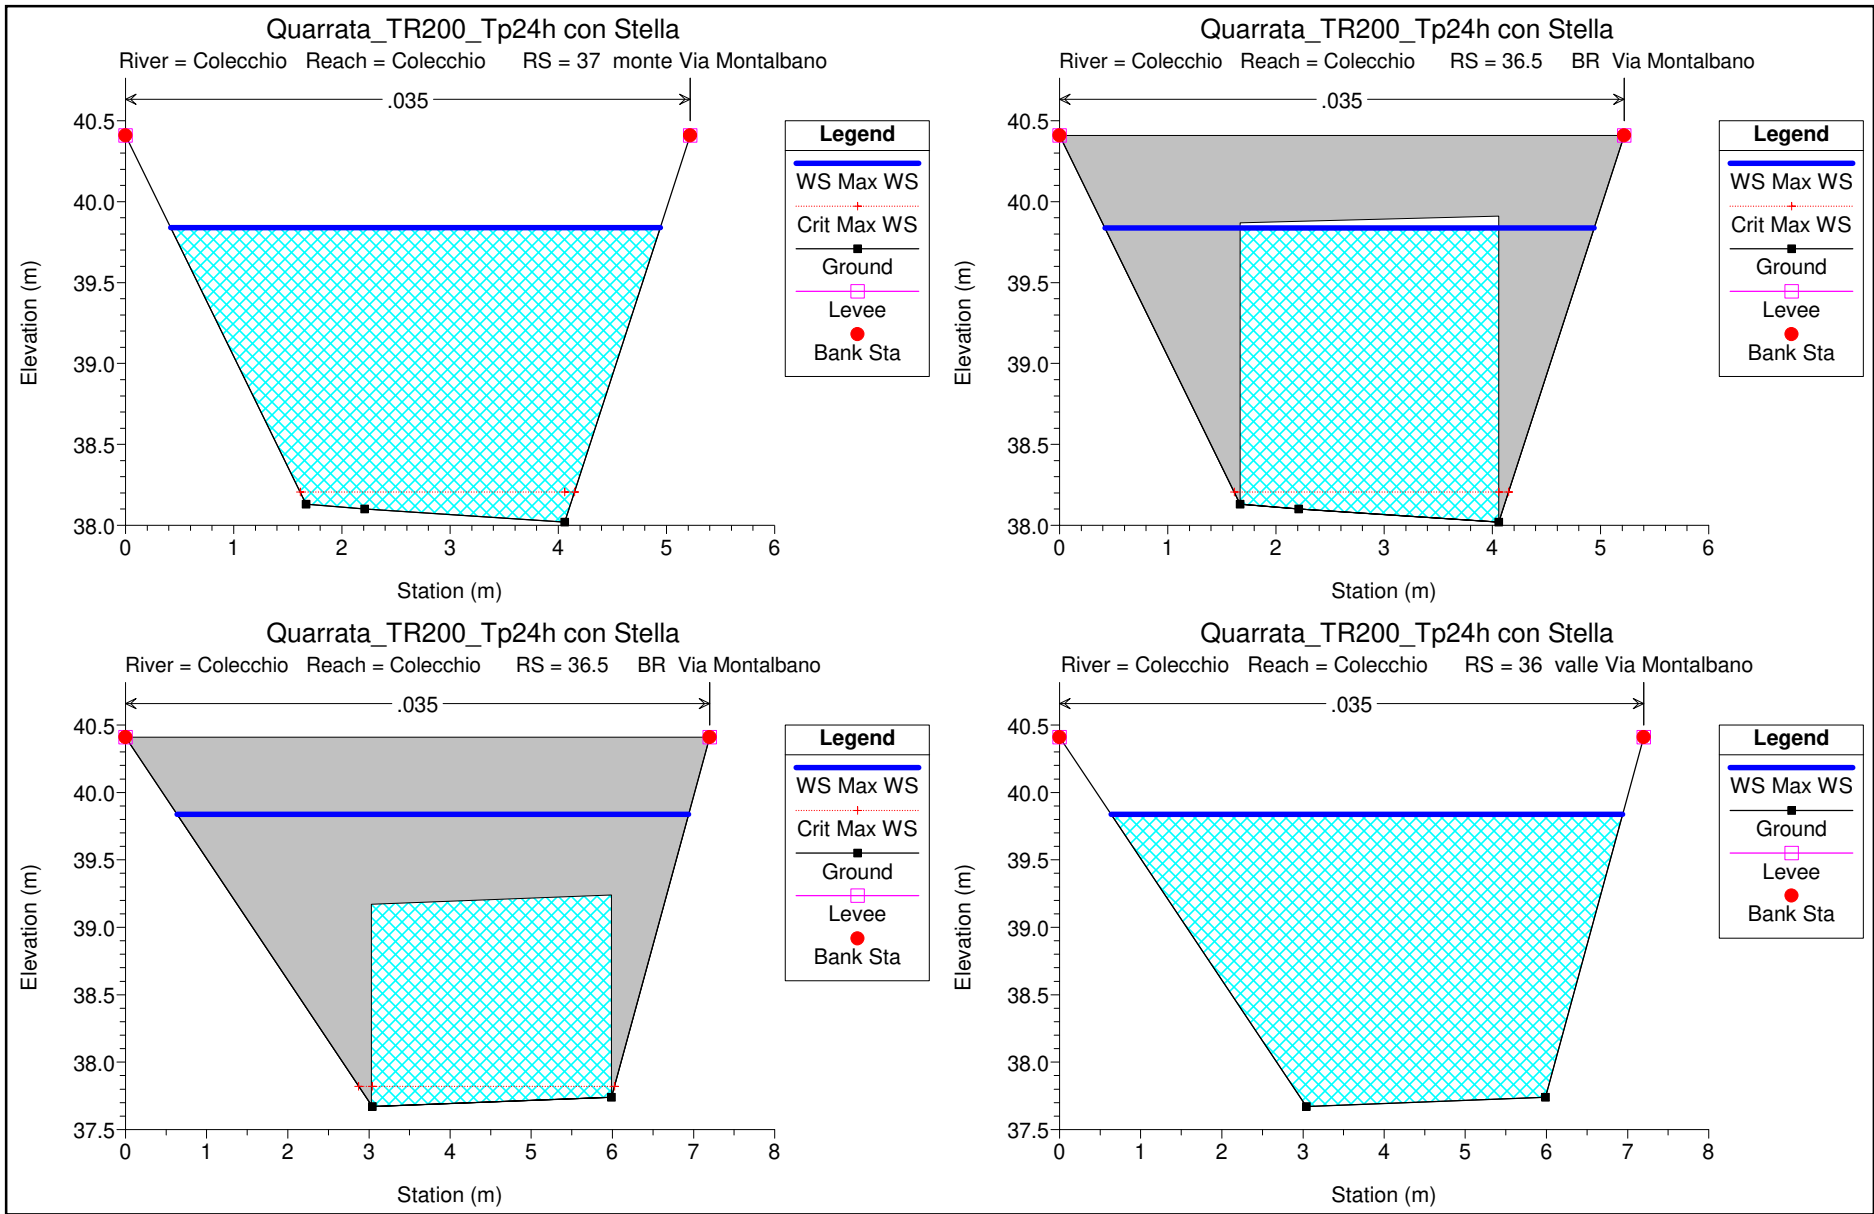 Quarrata_TR200_Tp24h con Stella
River = Colecchio Reach = Colecchio RS = 37 monte Via Montalbano
.035
40.5
40.0
39.5
39.0
38.5
38.0
0 1 2 3 4 5 6
Elevation (m)
Station (m)
Legend
WS Max WS
Crit Max WS
Ground
Levee
Bank Sta
Quarrata_TR200_Tp24h con Stella
River = Colecchio Reach = Colecchio RS = 36.5 BR Via Montalbano
.035
40.5
40.0
39.5
39.0
38.5
38.0
0 1 2 3 4 5 6
Elevation (m)
Station (m)
Legend
WS Max WS
Crit Max WS
Ground
Levee
Bank Sta
Quarrata_TR200_Tp24h con Stella
River = Colecchio Reach = Colecchio RS = 36.5 BR Via Montalbano
.035
40.5
40.0
39.5
39.0
38.5
38.0
37.5
0 1 2 3 4 5 6 7 8
Elevation (m)
Station (m)
Legend
WS Max WS
Crit Max WS
Ground
Levee
Bank Sta
Quarrata_TR200_Tp24h con Stella
River = Colecchio Reach = Colecchio RS = 36 valle Via Montalbano
.035
40.5
40.0
39.5
39.0
38.5
38.0
37.5
0 1 2 3 4 5 6 7 8
Elevation (m)
Station (m)
Legend
WS Max WS
Ground
Levee
Bank Sta